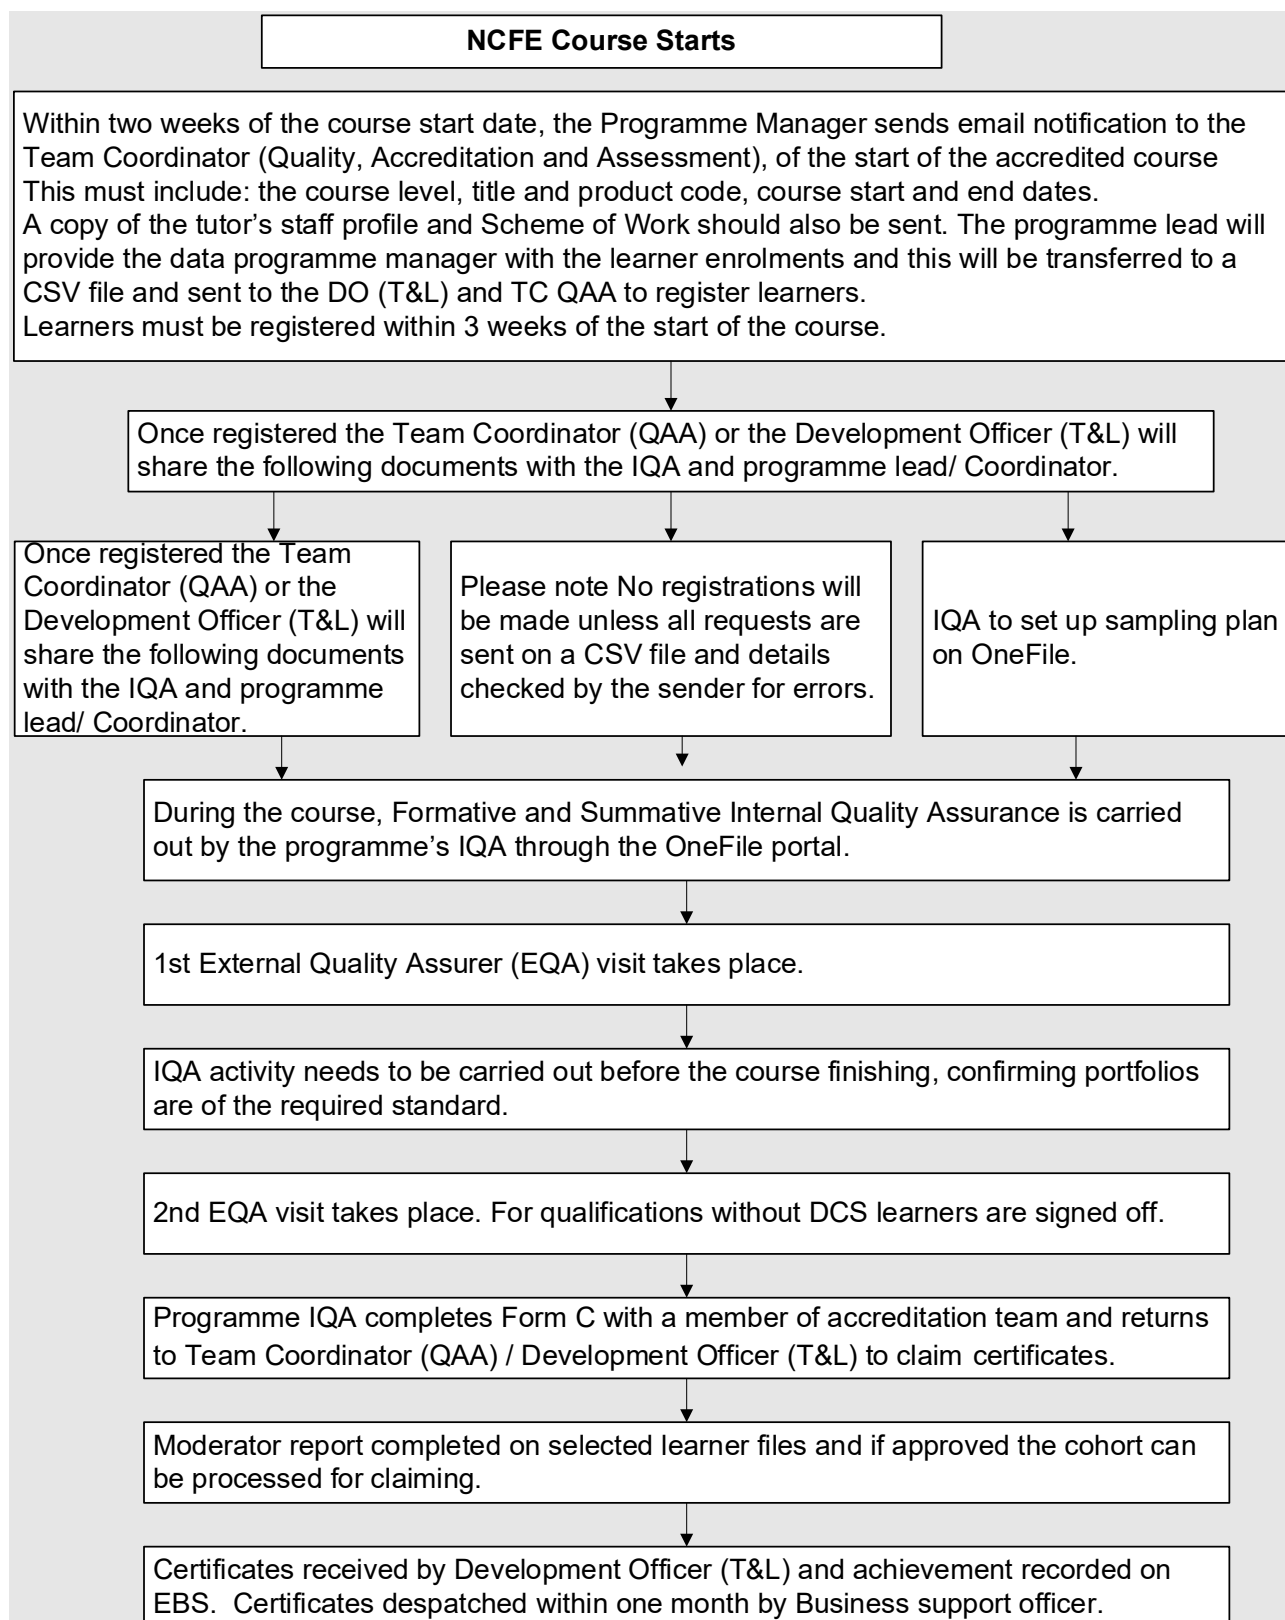 NCFE Course Starts
Within two weeks of the course start date, the Programme Manager sends email notification to the
Team Coordinator (Quality, Accreditation and Assessment), of the start of the accredited course
This must include: the course level, title and product code, course start and end dates.
A copy of the tutor’s staff profile and Scheme of Work should also be sent. The programme lead will
provide the data programme manager with the learner enrolments and this will be transferred to a
CSV file and sent to the DO (T&L) and TC QAA to register learners.
Learners must be registered within 3 weeks of the start of the course.
Once registered the Team Coordinator (QAA) or the Development Officer (T&L) will
share the following documents with the IQA and programme lead/ Coordinator.
Once registered the Team
Coordinator (QAA) or the
Development Officer (T&L) will
share the following documents
with the IQA and programme
lead/ Coordinator.
Please note No registrations will
be made unless all requests are
sent on a CSV file and details
checked by the sender for errors.
IQA to set up sampling plan
on OneFile.
During the course, Formative and Summative Internal Quality Assurance is carried
out by the programme’s IQA through the OneFile portal.
1st External Quality Assurer (EQA) visit takes place.
IQA activity needs to be carried out before the course finishing, confirming portfolios
are of the required standard.
2nd EQA visit takes place. For qualifications without DCS learners are signed off.
Programme IQA completes Form C with a member of accreditation team and returns
to Team Coordinator (QAA) / Development Officer (T&L) to claim certificates.
Moderator report completed on selected learner files and if approved the cohort can
be processed for claiming.
Certificates received by Development Officer (T&L) and achievement recorded on
EBS.  Certificates despatched within one month by Business support officer.